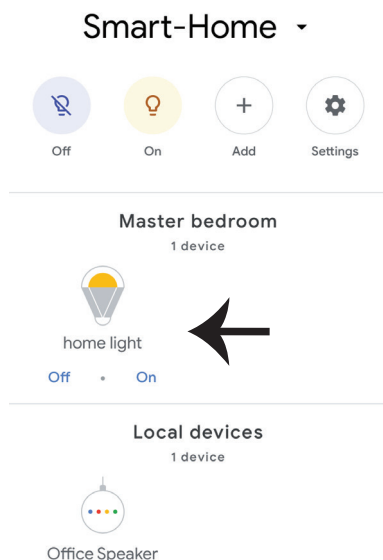 Smart-Home
Off On Add Settings
Master bedroom
1 device
home light
Off • On
Local devices
1 device
Office Speaker